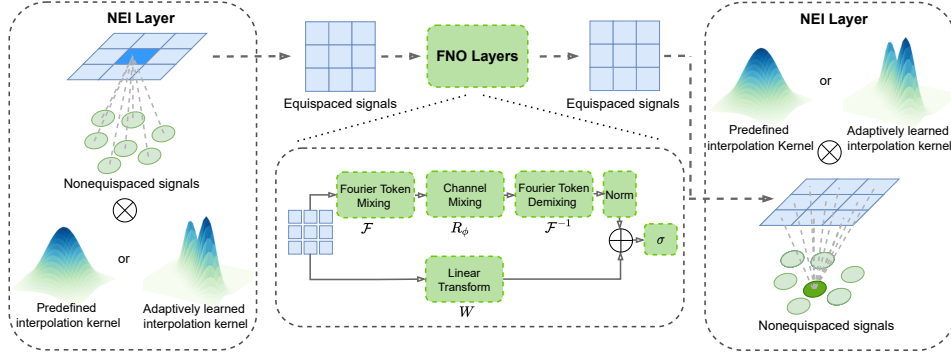 NEI Layer
Nonequispaced signals
or
Predefined
interpolation kernel
Adaptively learned
interpolation kernel
Equispaced signals
FNO Layers
Equispaced signals
Fourier Token
Mixing
ℱ
Channel
Mixing
R_ϕ
Fourier Token
Demixing
ℱ⁻¹
Norm
σ
Linear
Transform
W
NEI Layer
or
Predefined
interpolation Kernel
Adaptively learned
interpolation kernel
Nonequispaced signals